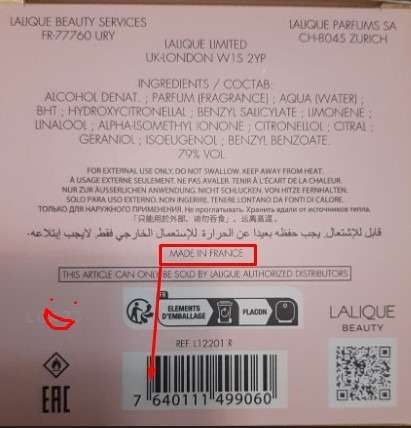 LALIQUE BEAUTY SERVICES
FR-77760 URY
LALIQUE PARFUMS SA
CH-8045 ZURICH
LALIQUE LIMITED
UK-LONDON W1S 2YP
INGREDIENTS / СОСТАВ:
ALCOHOL DENAT. ; PARFUM (FRAGRANCE) ; AQUA (WATER) ;
BHT ; HYDROXYCITRONELLAL ; BENZYL SALICYLATE ; LIMONENE ;
LINALOOL ; ALPHA-ISOMETHYL IONONE ; CITRONELLOL ; CITRAL ;
GERANIOL ; ISOEUGENOL ; BENZYL BENZOATE.
79% VOL.
FOR EXTERNAL USE ONLY. DO NOT SWALLOW. KEEP AWAY FROM HEAT.
À USAGE EXTERNE SEULEMENT. NE PAS AVALER. TENIR À L'ÉCART DE LA CHALEUR.
NUR ZUR ÄUSSERLICHEN ANWENDUNG. NICHT SCHLUCKEN. VON HITZE FERNHALTEN.
SOLO PARA USO EXTERNO. NON INGERIRE. TENERE LONTANO DA FONTI DI CALORE.
ТОЛЬКО ДЛЯ НАРУЖНОГО ПРИМЕНЕНИЯ. Не проглатывать. Хранить вдали от источников тепла.
「只能用於外部、请勿吞食」、远离高温。
قابل للإشتعال, يجب حفظه بعيدا عن الحرارة للإستعمال الخارجي فقط, لايجب إبتلاعه.
MADE IN FRANCE
THIS ARTICLE CAN ONLY BE SOLD BY LALIQUE AUTHORIZED DISTRIBUTORS
FR
ELEMENTS
D'EMBALLAGE
FLACON
LALIQUE
BEAUTY
REF. L12201 R
EAC
7 640111 499060